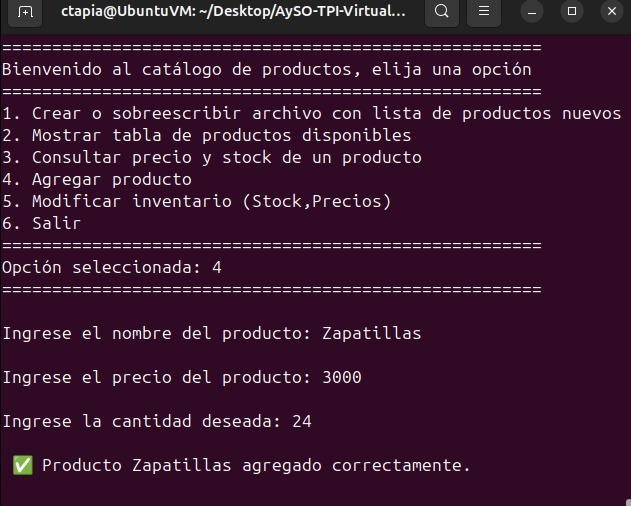 ctapia@UbuntuVM: ~/Desktop/AySO-TPI-Virtual...
======================================================
Bienvenido al catálogo de productos, elija una opción
======================================================
1. Crear o sobreescribir archivo con lista de productos nuevos
2. Mostrar tabla de productos disponibles
3. Consultar precio y stock de un producto
4. Agregar producto
5. Modificar inventario (Stock,Precios)
6. Salir
======================================================
Opción seleccionada: 4
======================================================
Ingrese el nombre del producto: Zapatillas
Ingrese el precio del producto: 3000
Ingrese la cantidad deseada: 24
✅ Producto Zapatillas agregado correctamente.